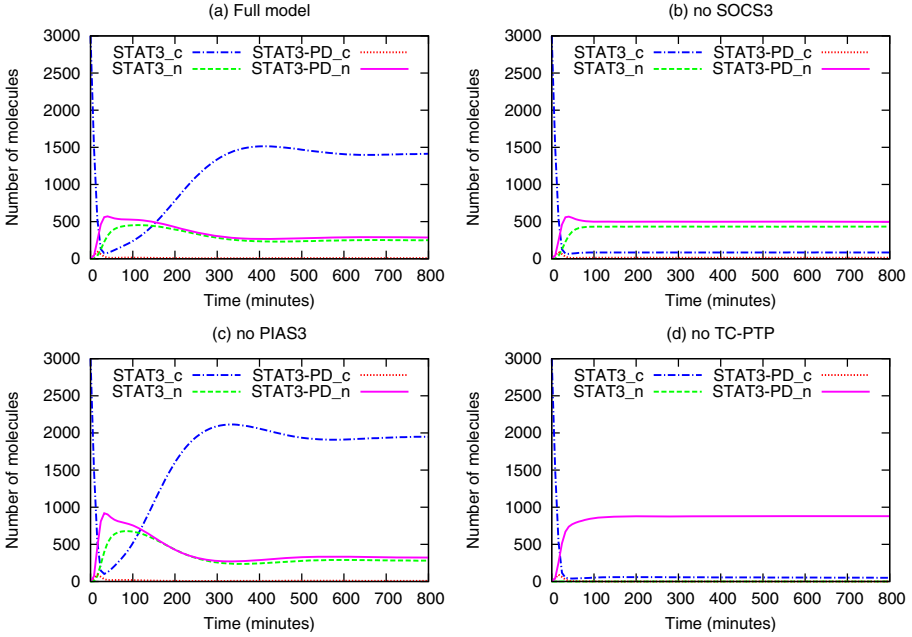 (a) Full model
3000
2500
2000
1500
1000
500
0
Number of molecules
STAT3_c
STAT3-PD_c
STAT3_n
STAT3-PD_n
0 100 200 300 400 500 600 700 800
Time (minutes)
(b) no SOCS3
3000
2500
2000
1500
1000
500
0
Number of molecules
STAT3_c
STAT3-PD_c
STAT3_n
STAT3-PD_n
0 100 200 300 400 500 600 700 800
Time (minutes)
(c) no PIAS3
3000
2500
2000
1500
1000
500
0
Number of molecules
STAT3_c
STAT3-PD_c
STAT3_n
STAT3-PD_n
0 100 200 300 400 500 600 700 800
Time (minutes)
(d) no TC-PTP
3000
2500
2000
1500
1000
500
0
Number of molecules
STAT3_c
STAT3-PD_c
STAT3_n
STAT3-PD_n
0 100 200 300 400 500 600 700 800
Time (minutes)